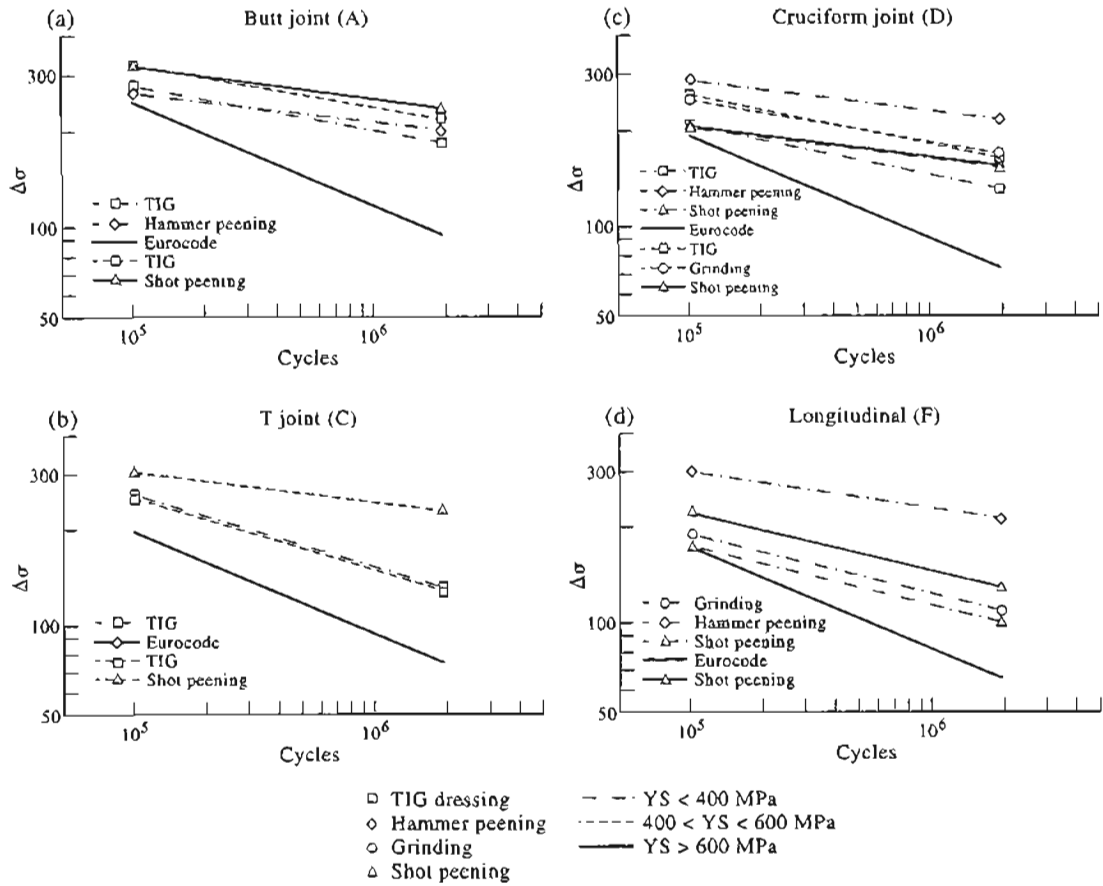 (a) Butt joint (A)
300
100
50
Δσ
TIG
Hammer peening
Eurocode
TIG
Shot peening
10⁵ 10⁶
Cycles
(c) Cruiciform joint (D)
300
100
50
Δσ
TIG
Hammer peening
Shot peening
Eurocode
TIG
Grinding
Shot peening
10⁵ 10⁶
Cycles
(b) T joint (C)
300
100
50
Δσ
TIG
Eurocode
TIG
Shot peening
10⁵ 10⁶
Cycles
(d) Longitudinal (F)
300
100
50
Δσ
Grinding
Hammer peening
Shot peening
Eurocode
Shot peening
10⁵ 10⁶
Cycles
TIG dressing
Hammer peening
Grinding
Shot peening
YS < 400 MPa
400 < YS < 600 MPa
YS > 600 MPa